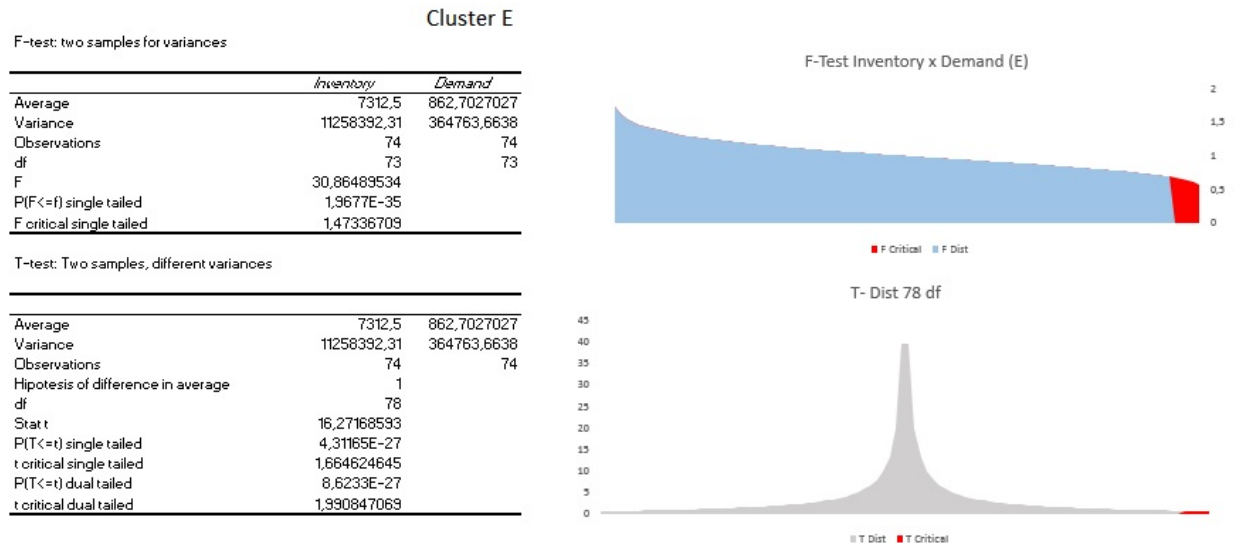 Cluster E
F-test: two samples for variances
Inventory Demand
Average 7312,5 862,7027027
Variance 11258392,31 364763,6638
Observations 74 74
df 73 73
F 30,86489534
P(F<=f) single tailed 1,9677E-35
F critical single tailed 1,47336709
T-test: Two samples, different variances
Average 7312,5 862,7027027
Variance 11258392,31 364763,6638
Observations 74 74
Hipotesis of difference in average 1
df 78
Stat t 16,27168593
P(T<=t) single tailed 4,31165E-27
t critical single tailed 1,664624645
P(T<=t) dual tailed 8,6233E-27
t critical dual tailed 1,990847069
F-Test Inventory x Demand (E)
2
1,5
1
0,5
0
F Critical F Dist
T- Dist 78 df
45
40
35
30
25
20
15
10
5
0
T Dist T Critical